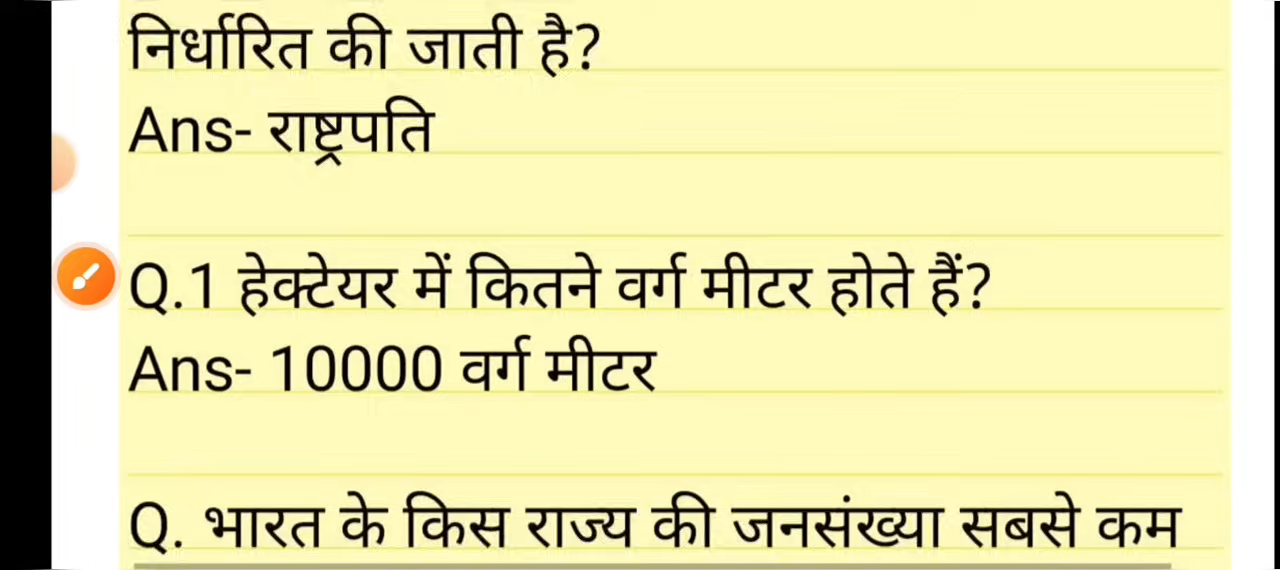 निर्धारित की जाती है?
Ans- राष्ट्रपति
Q.1 हेक्टेयर में कितने वर्ग मीटर होते हैं?
Ans- 10000 वर्ग मीटर
Q. भारत के किस राज्य की जनसंख्या सबसे कम